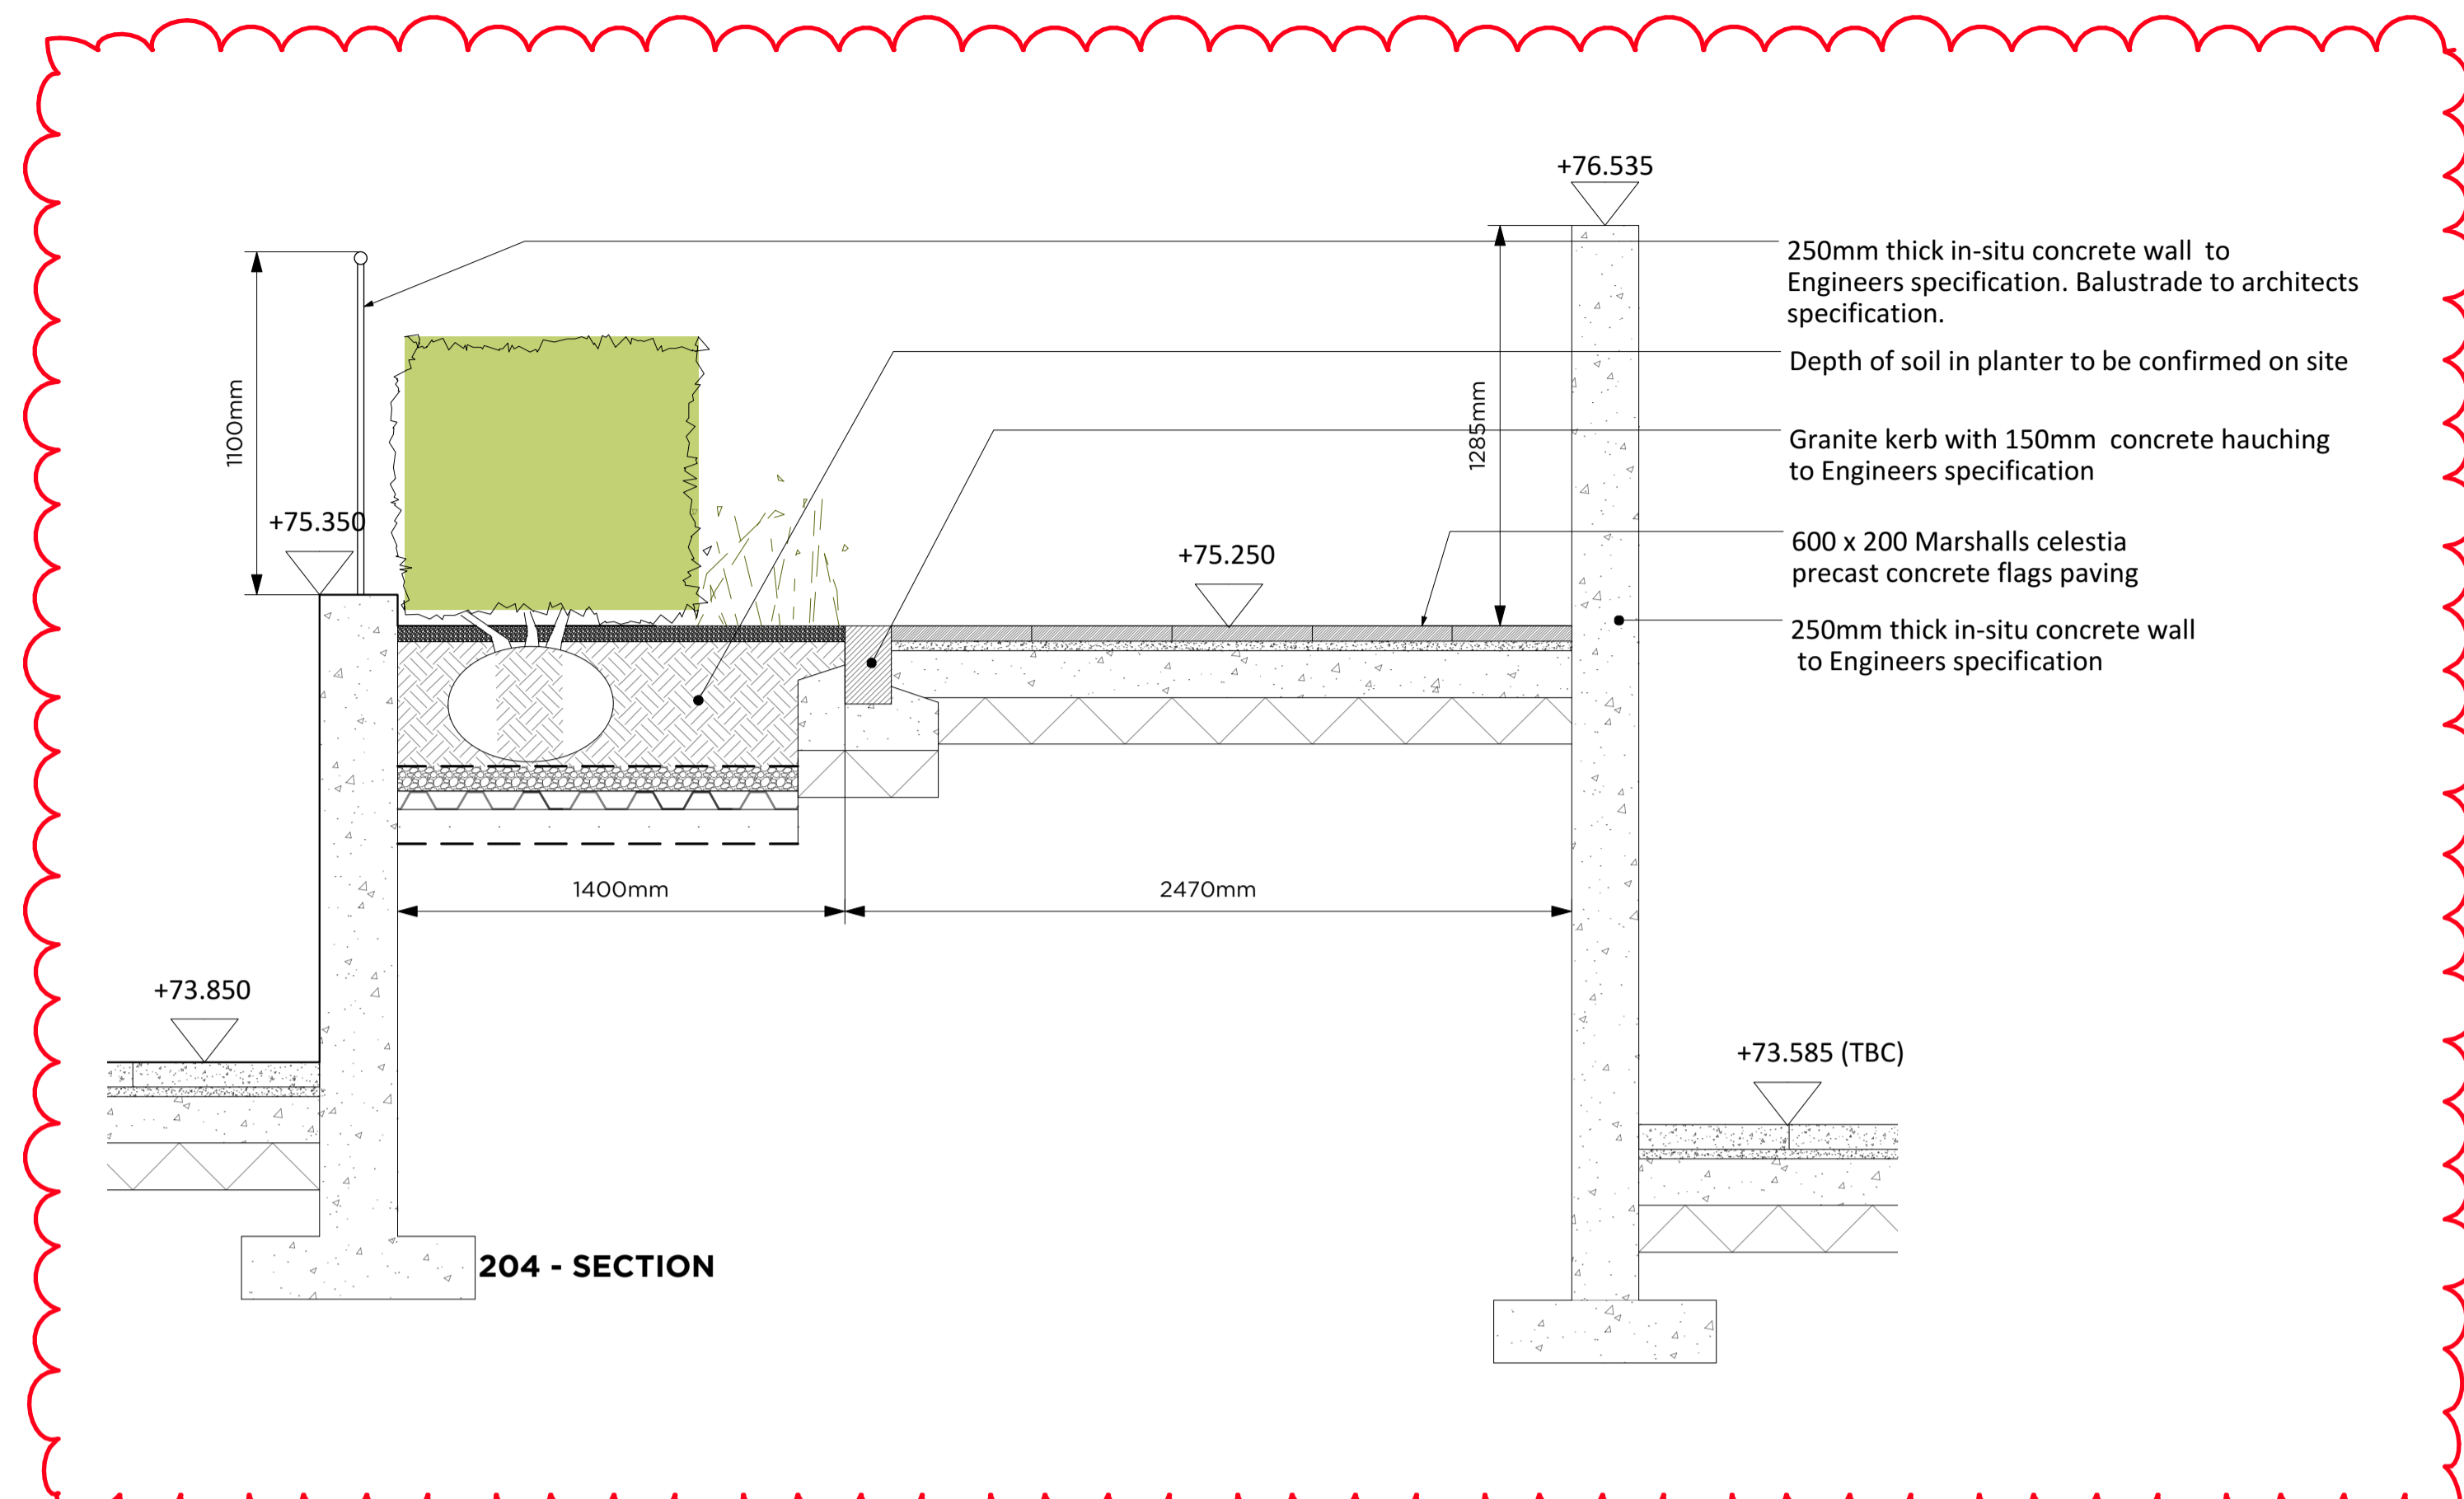 +76.535
250mm thick in-situ concrete wall  to
Engineers specification. Balustrade to architects
specification.
Depth of soil in planter to be confirmed on site
1100mm
1285mm
Granite kerb with 150mm  concrete hauching
to Engineers specification
+75.350
+75.250
600 x 200 Marshalls celestia
precast concrete flags paving
250mm thick in-situ concrete wall
to Engineers specification
1400mm
2470mm
+73.850
+73.585 (TBC)
204 - SECTION